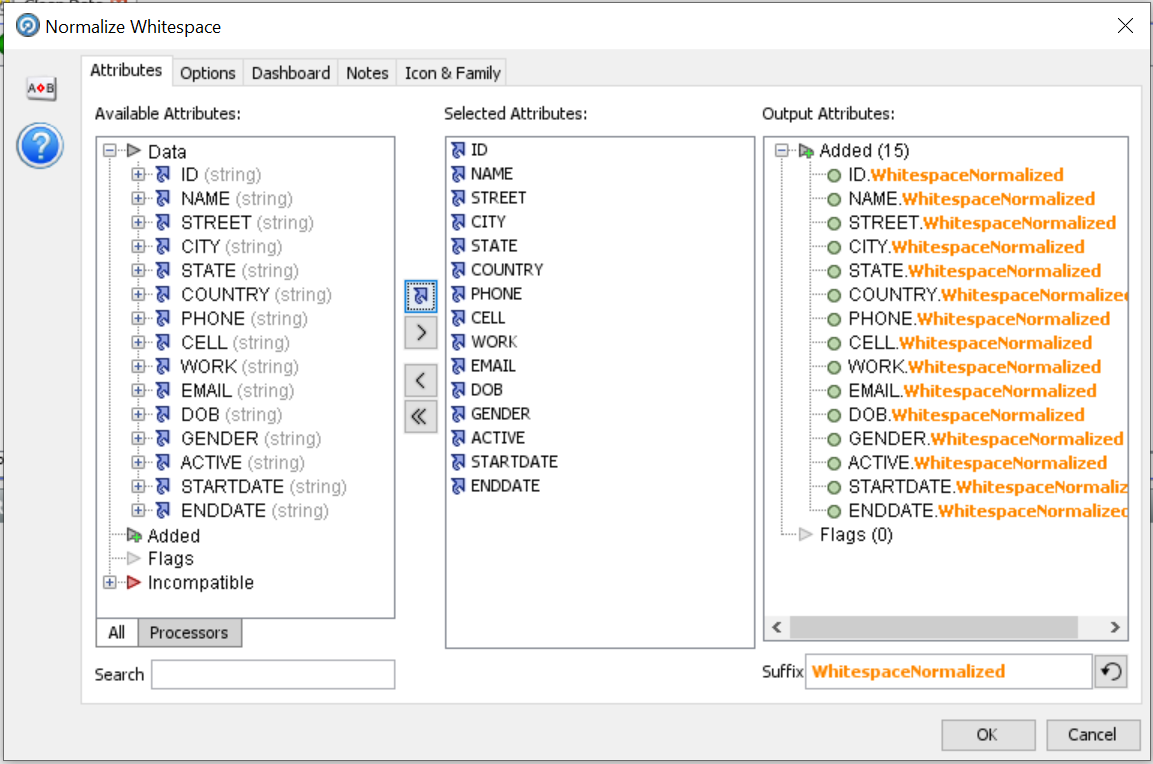 Normalize Whitespace
A B
?
Attributes
Options
Dashboard
Notes
Icon & Family
Available Attributes:
Data
ID (string)
NAME (string)
STREET (string)
CITY (string)
STATE (string)
COUNTRY (string)
PHONE (string)
CELL (string)
WORK (string)
EMAIL (string)
DOB (string)
GENDER (string)
ACTIVE (string)
STARTDATE (string)
ENDDATE (string)
Added
Flags
Incompatible
All
Processors
Search
Selected Attributes:
ID
NAME
STREET
CITY
STATE
COUNTRY
PHONE
CELL
WORK
EMAIL
DOB
GENDER
ACTIVE
STARTDATE
ENDDATE
Output Attributes:
Added (15)
ID.WhitespaceNormalized
NAME.WhitespaceNormalized
STREET.WhitespaceNormalized
CITY.WhitespaceNormalized
STATE.WhitespaceNormalized
COUNTRY.WhitespaceNormalized
PHONE.WhitespaceNormalized
CELL.WhitespaceNormalized
WORK.WhitespaceNormalized
EMAIL.WhitespaceNormalized
DOB.WhitespaceNormalized
GENDER.WhitespaceNormalized
ACTIVE.WhitespaceNormalized
STARTDATE.WhitespaceNormaliz
ENDDATE.WhitespaceNormalized
Flags (0)
Suffix WhitespaceNormalized
OK
Cancel